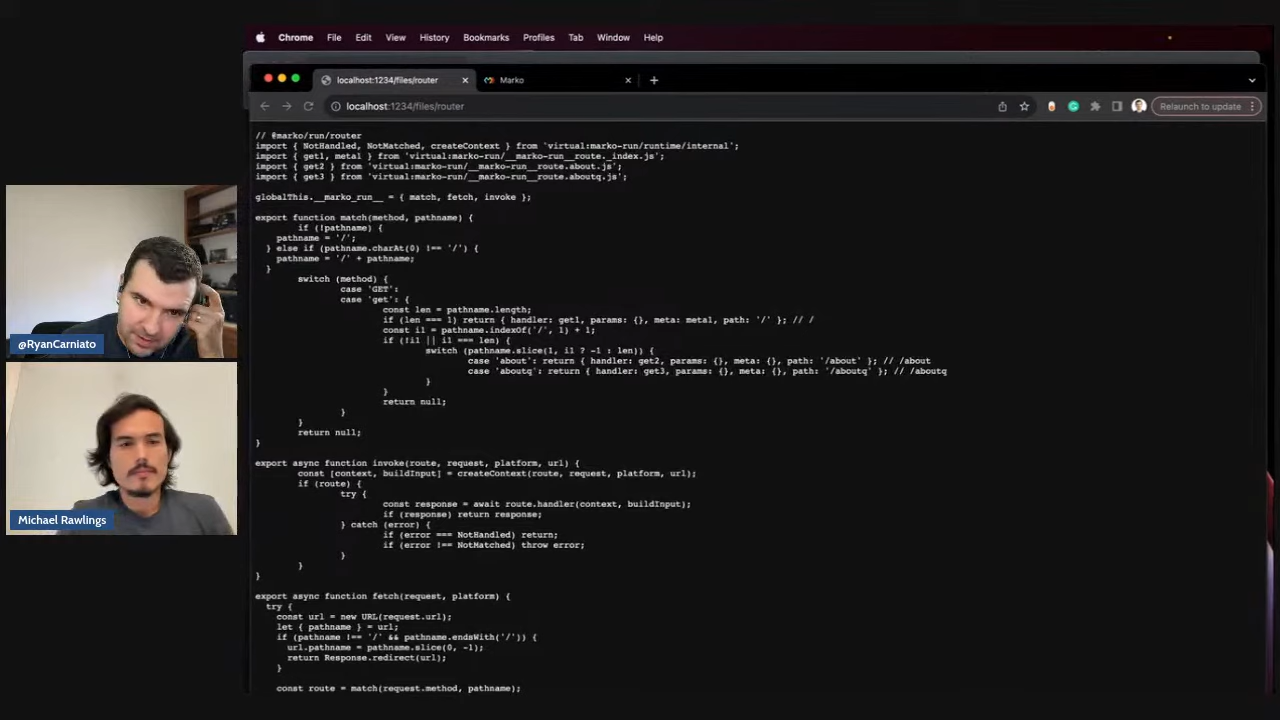 Chrome File Edit View History Bookmarks Profiles Tab Window Help
localhost:1234/files/router Marko
localhost:1234/files/router Relaunch to update
// @marko/run/router
import { NotHandled, NotMatched, createContext } from 'virtual:marko-run/runtime/internal';
import { get1, meta1 } from 'virtual:marko-run/__marko-run__route._index.js';
import { get2 } from 'virtual:marko-run/__marko-run__route.about.js';
import { get3 } from 'virtual:marko-run/__marko-run__route.aboutq.js';
globalThis.__marko_run__ = { match, fetch, invoke };
export function match(method, pathname) {
if (!pathname) {
pathname = '/';
} else if (pathname.charAt(0) !== '/') {
pathname = '/' + pathname;
}
switch (method) {
case 'GET':
case 'get': {
const len = pathname.length;
if (len === 1) return { handler: get1, params: {}, meta: meta1, path: '/' }; // /
const i1 = pathname.indexOf('/', 1) + 1;
if (!i1 || i1 === len) {
switch (pathname.slice(1, i1 ? -1 : len)) {
case 'about': return { handler: get2, params: {}, meta: {}, path: '/about' }; // /about
case 'aboutq': return { handler: get3, params: {}, meta: {}, path: '/aboutq' }; // /aboutq
}
}
return null;
}
}
return null;
}
export async function invoke(route, request, platform, url) {
const [context, buildInput] = createContext(route, request, platform, url);
if (route) {
try {
const response = await route.handler(context, buildInput);
if (response) return response;
} catch (error) {
if (error === NotHandled) return;
if (error !== NotMatched) throw error;
}
}
}
export async function fetch(request, platform) {
try {
const url = new URL(request.url);
let { pathname } = url;
if (pathname !== '/' && pathname.endsWith('/')) {
url.pathname = pathname.slice(0, -1);
return Response.redirect(url);
}
const route = match(request.method, pathname);
@RyanCarniato
Michael Rawlings